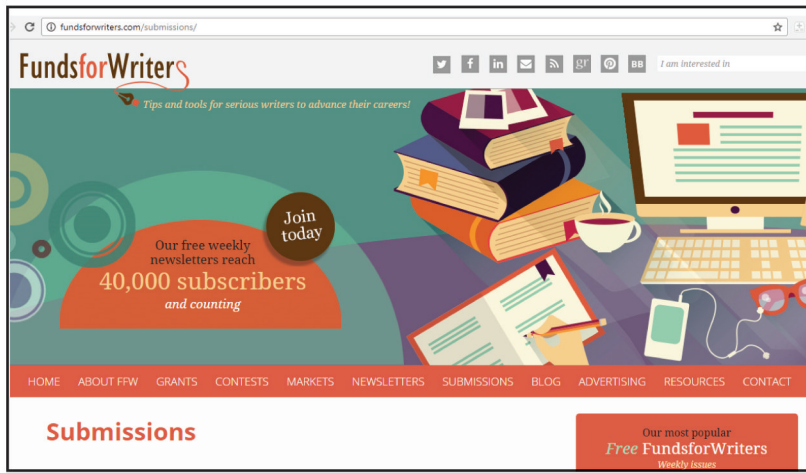 fundsforwriters.com/submissions/
FundsforWriters
gr
BB
I am interested in
Tips and tools for serious writers to advance their careers!
Join
today
Our free weekly
newsletters reach
40,000 subscribers
and counting
HOME ABOUT FFW GRANTS CONTESTS MARKETS NEWSLETTERS SUBMISSIONS BLOG ADVERTISING RESOURCES CONTACT
Submissions
Our most popular
Free FundsforWriters
Weekly issues